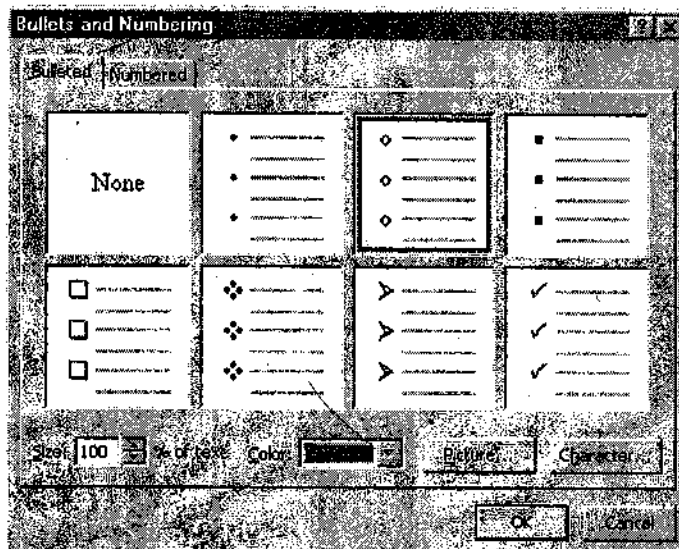 Bullets and Numbering
Bulleted Numbered
None
Size: 100 % of text Color: Picture... Character...
OK Cancel